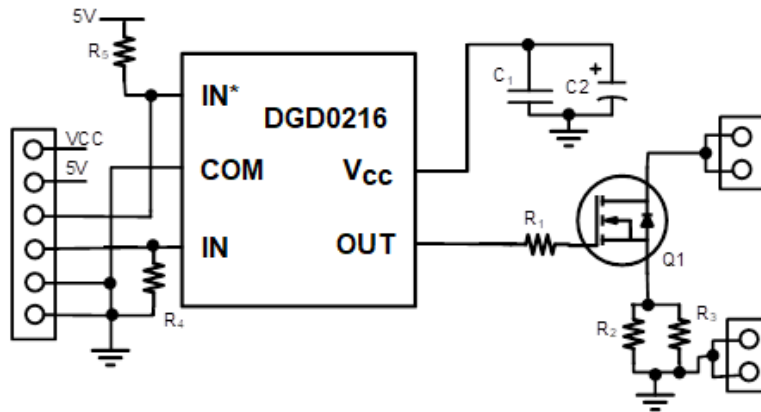 5V
R5
IN*
DGD0216
COM
VCC
IN
OUT
VCC
5V
R4
C1
C2
+
R1
Q1
R2
R3